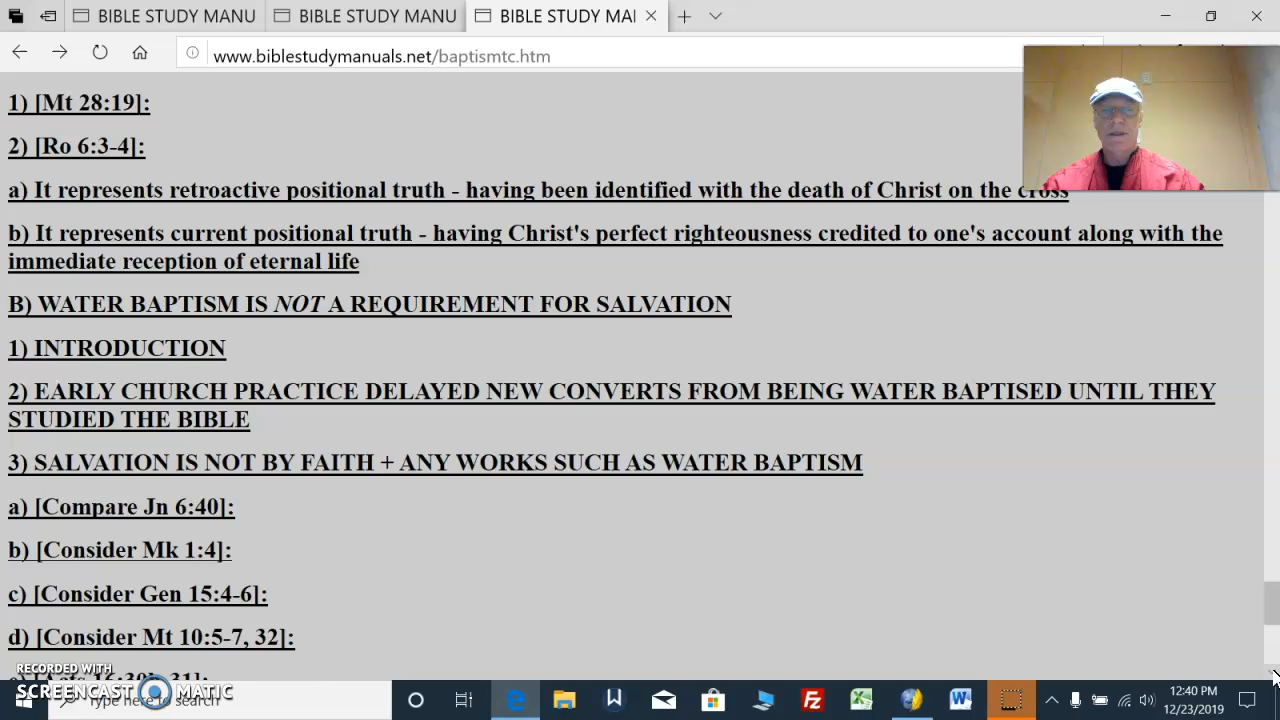 BIBLE STUDY MANU
BIBLE STUDY MANU
BIBLE STUDY MAI
www.biblestudymanuals.net/baptismtc.htm
1) [Mt 28:19]:
2) [Ro 6:3-4]:
a) It represents retroactive positional truth - having been identified with the death of Christ on the cross
b) It represents current positional truth - having Christ's perfect righteousness credited to one's account along with the
immediate reception of eternal life
B) WATER BAPTISM IS NOT A REQUIREMENT FOR SALVATION
1) INTRODUCTION
2) EARLY CHURCH PRACTICE DELAYED NEW CONVERTS FROM BEING WATER BAPTISED UNTIL THEY
STUDIED THE BIBLE
3) SALVATION IS NOT BY FAITH + ANY WORKS SUCH AS WATER BAPTISM
a) [Compare Jn 6:40]:
b) [Consider Mk 1:4]:
c) [Consider Gen 15:4-6]:
d) [Consider Mt 10:5-7, 32]:
RECORDED WITH
SCREENCAST MATIC
Type here to search
12:40 PM
12/23/2019